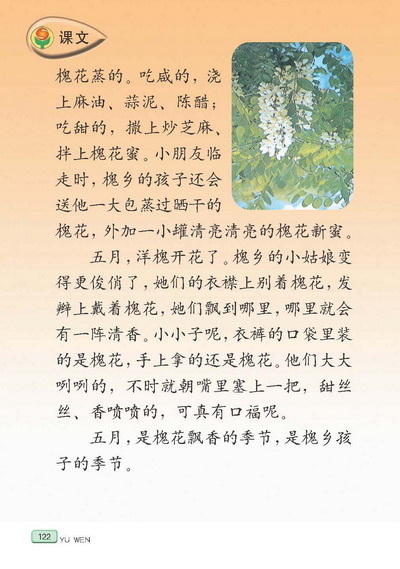 课文
槐花蒸的。吃咸的，浇
上麻油、蒜泥、陈醋；
吃甜的，撒上炒芝麻、
拌上槐花蜜。小朋友临
走时，槐乡的孩子还会
送他一大包蒸过晒干的
槐花，外加一小罐清亮清亮的槐花新蜜。
五月，洋槐开花了。槐乡的小姑娘变
得更俊俏了，她们的衣襟上别着槐花，发
辫上戴着槐花，她们飘到哪里，哪里就会
有一阵清香。小小子呢，衣裤的口袋里装
的是槐花，手上拿的还是槐花。他们大大
咧咧的，不时就朝嘴里塞上一把，甜丝
丝、香喷喷的，可真有口福呢。
五月，是槐花飘香的季节，是槐乡孩
子的季节。
122
YU WEN